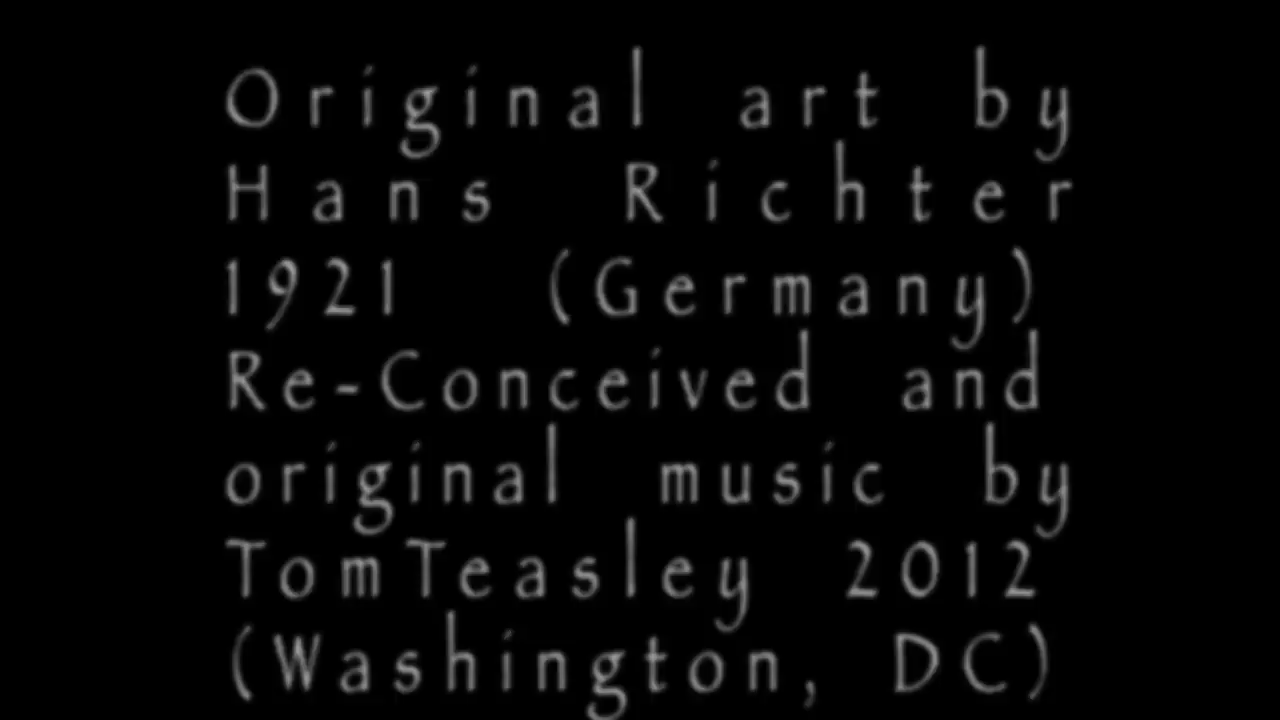 Original art by
Hans Richter
1921 (Germany)
Re-Conceived and
original music by
TomTeasley 2012
(Washington, DC)